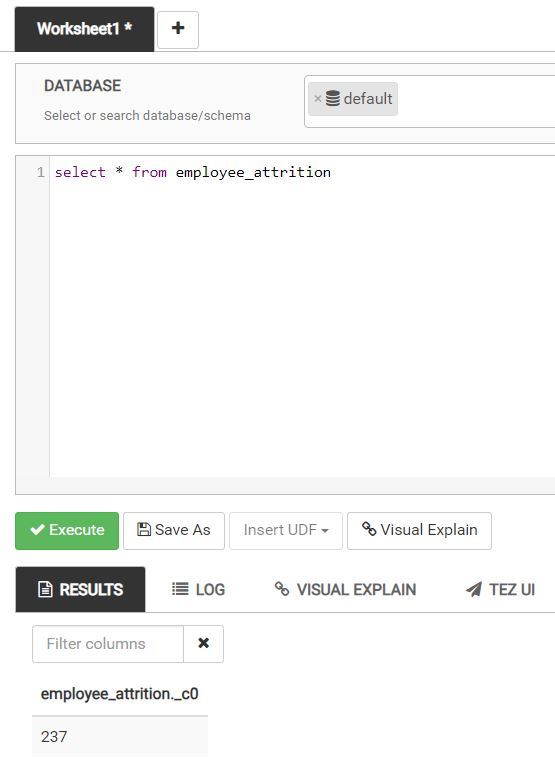 Worksheet1 * +
DATABASE
Select or search database/schema
× default
1 select * from employee_attrition
Execute Save As Insert UDF Visual Explain
RESULTS LOG VISUAL EXPLAIN TEZ UI
Filter columns ×
employee_attrition._c0
237